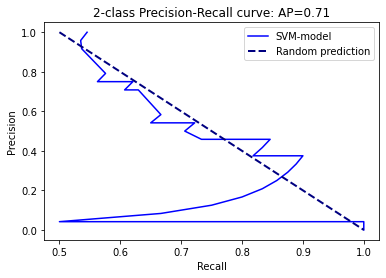 2-class Precision-Recall curve: AP=0.71
SVM-model
Random prediction
Precision
1.0
0.8
0.6
0.4
0.2
0.0
0.5 0.6 0.7 0.8 0.9 1.0
Recall